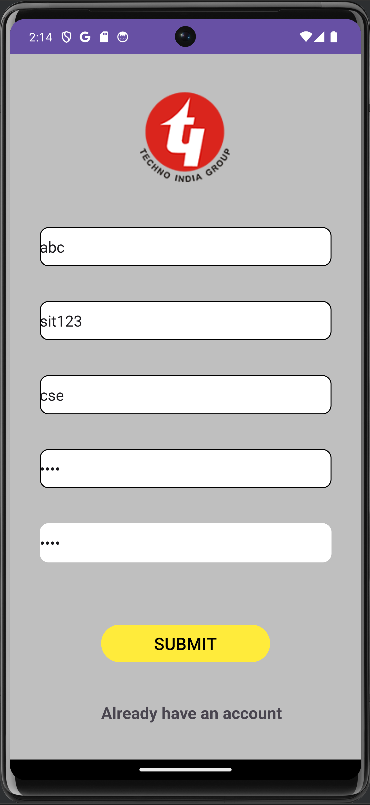 2:14
TECHNO INDIA GROUP
abc
sit123
cse
••••
••••
SUBMIT
Already have an account